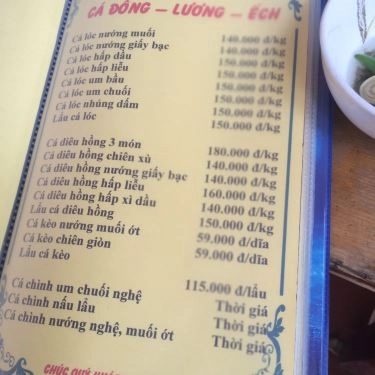 CÁ ĐỒNG – LƯƠNG – ẾCH
Cá lóc nướng muối 140.000 đ/kg
Cá lóc nướng giấy bạc 140.000 đ/kg
Cá lóc hấp dầu 150.000 đ/kg
Cá lóc hấp liễu 150.000 đ/kg
Cá lóc um bầu 150.000 đ/kg
Cá lóc um chuối 150.000 đ/kg
Cá lóc nhúng dấm 150.000 đ/kg
Lẩu cá lóc 150.000 đ/kg
Cá diêu hồng 3 món 180.000 đ/kg
Cá diêu hồng chiên xù 140.000 đ/kg
Cá diêu hồng nướng giấy bạc 140.000 đ/kg
Cá diêu hồng hấp liễu 160.000 đ/kg
Cá diêu hồng hấp xì dầu 140.000 đ/kg
Lẩu cá diêu hồng 150.000 đ/kg
Cá kèo nướng muối ớt 59.000 đ/dĩa
Cá kèo chiên giòn 59.000 đ/dĩa
Lẩu cá kèo 115.000 đ/lẩu
Cá chình um chuối nghệ Thời giá
Cá chình nấu lẩu Thời giá
Cá chình nướng nghệ, muối ớt Thời giá
CHÚC QUÝ